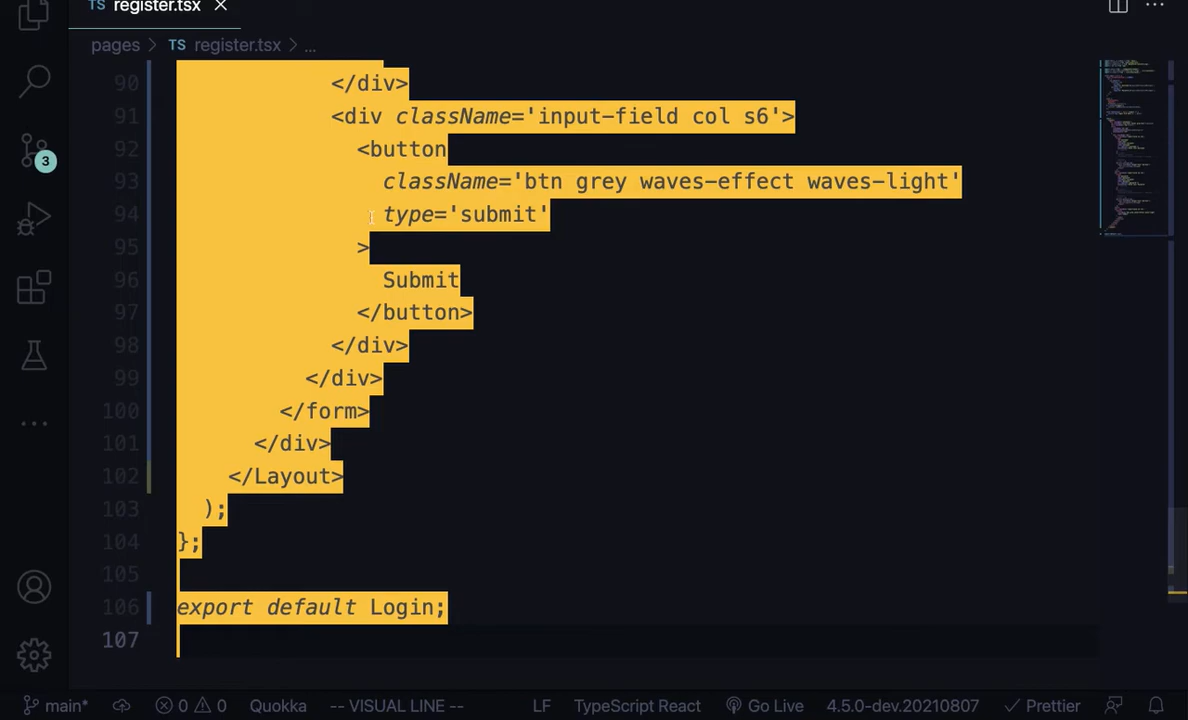 TS register.tsx ×
pages > TS register.tsx > ...
90 </div>
91 <div className='input-field col s6'>
92 <button
93 className='btn grey waves-effect waves-light'
94 type='submit'
95 >
96 Submit
97 </button>
98 </div>
99 </div>
100 </form>
101 </div>
102 </Layout>
103 );
104 };
105
106 export default Login;
107
3
main* 0 0 Quokka -- VISUAL LINE -- LF TypeScript React Go Live 4.5.0-dev.20210807 Prettier